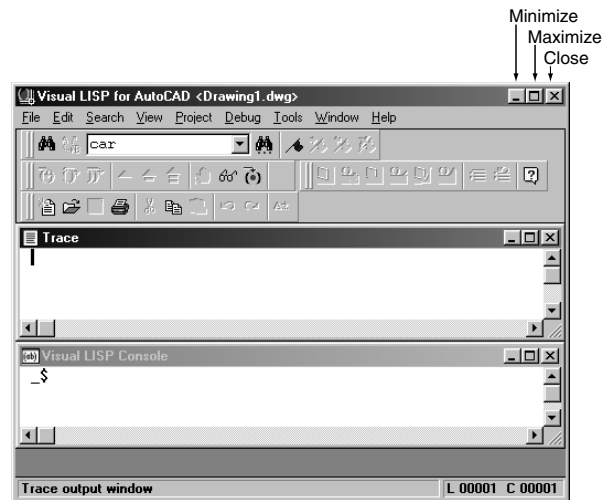 Minimize
Maximize
Close
Visual LISP for AutoCAD <Drawing1.dwg>
File Edit Search View Project Debug Tools Window Help
car
Trace
Visual LISP Console
_$
Trace output window L 00001 C 00001